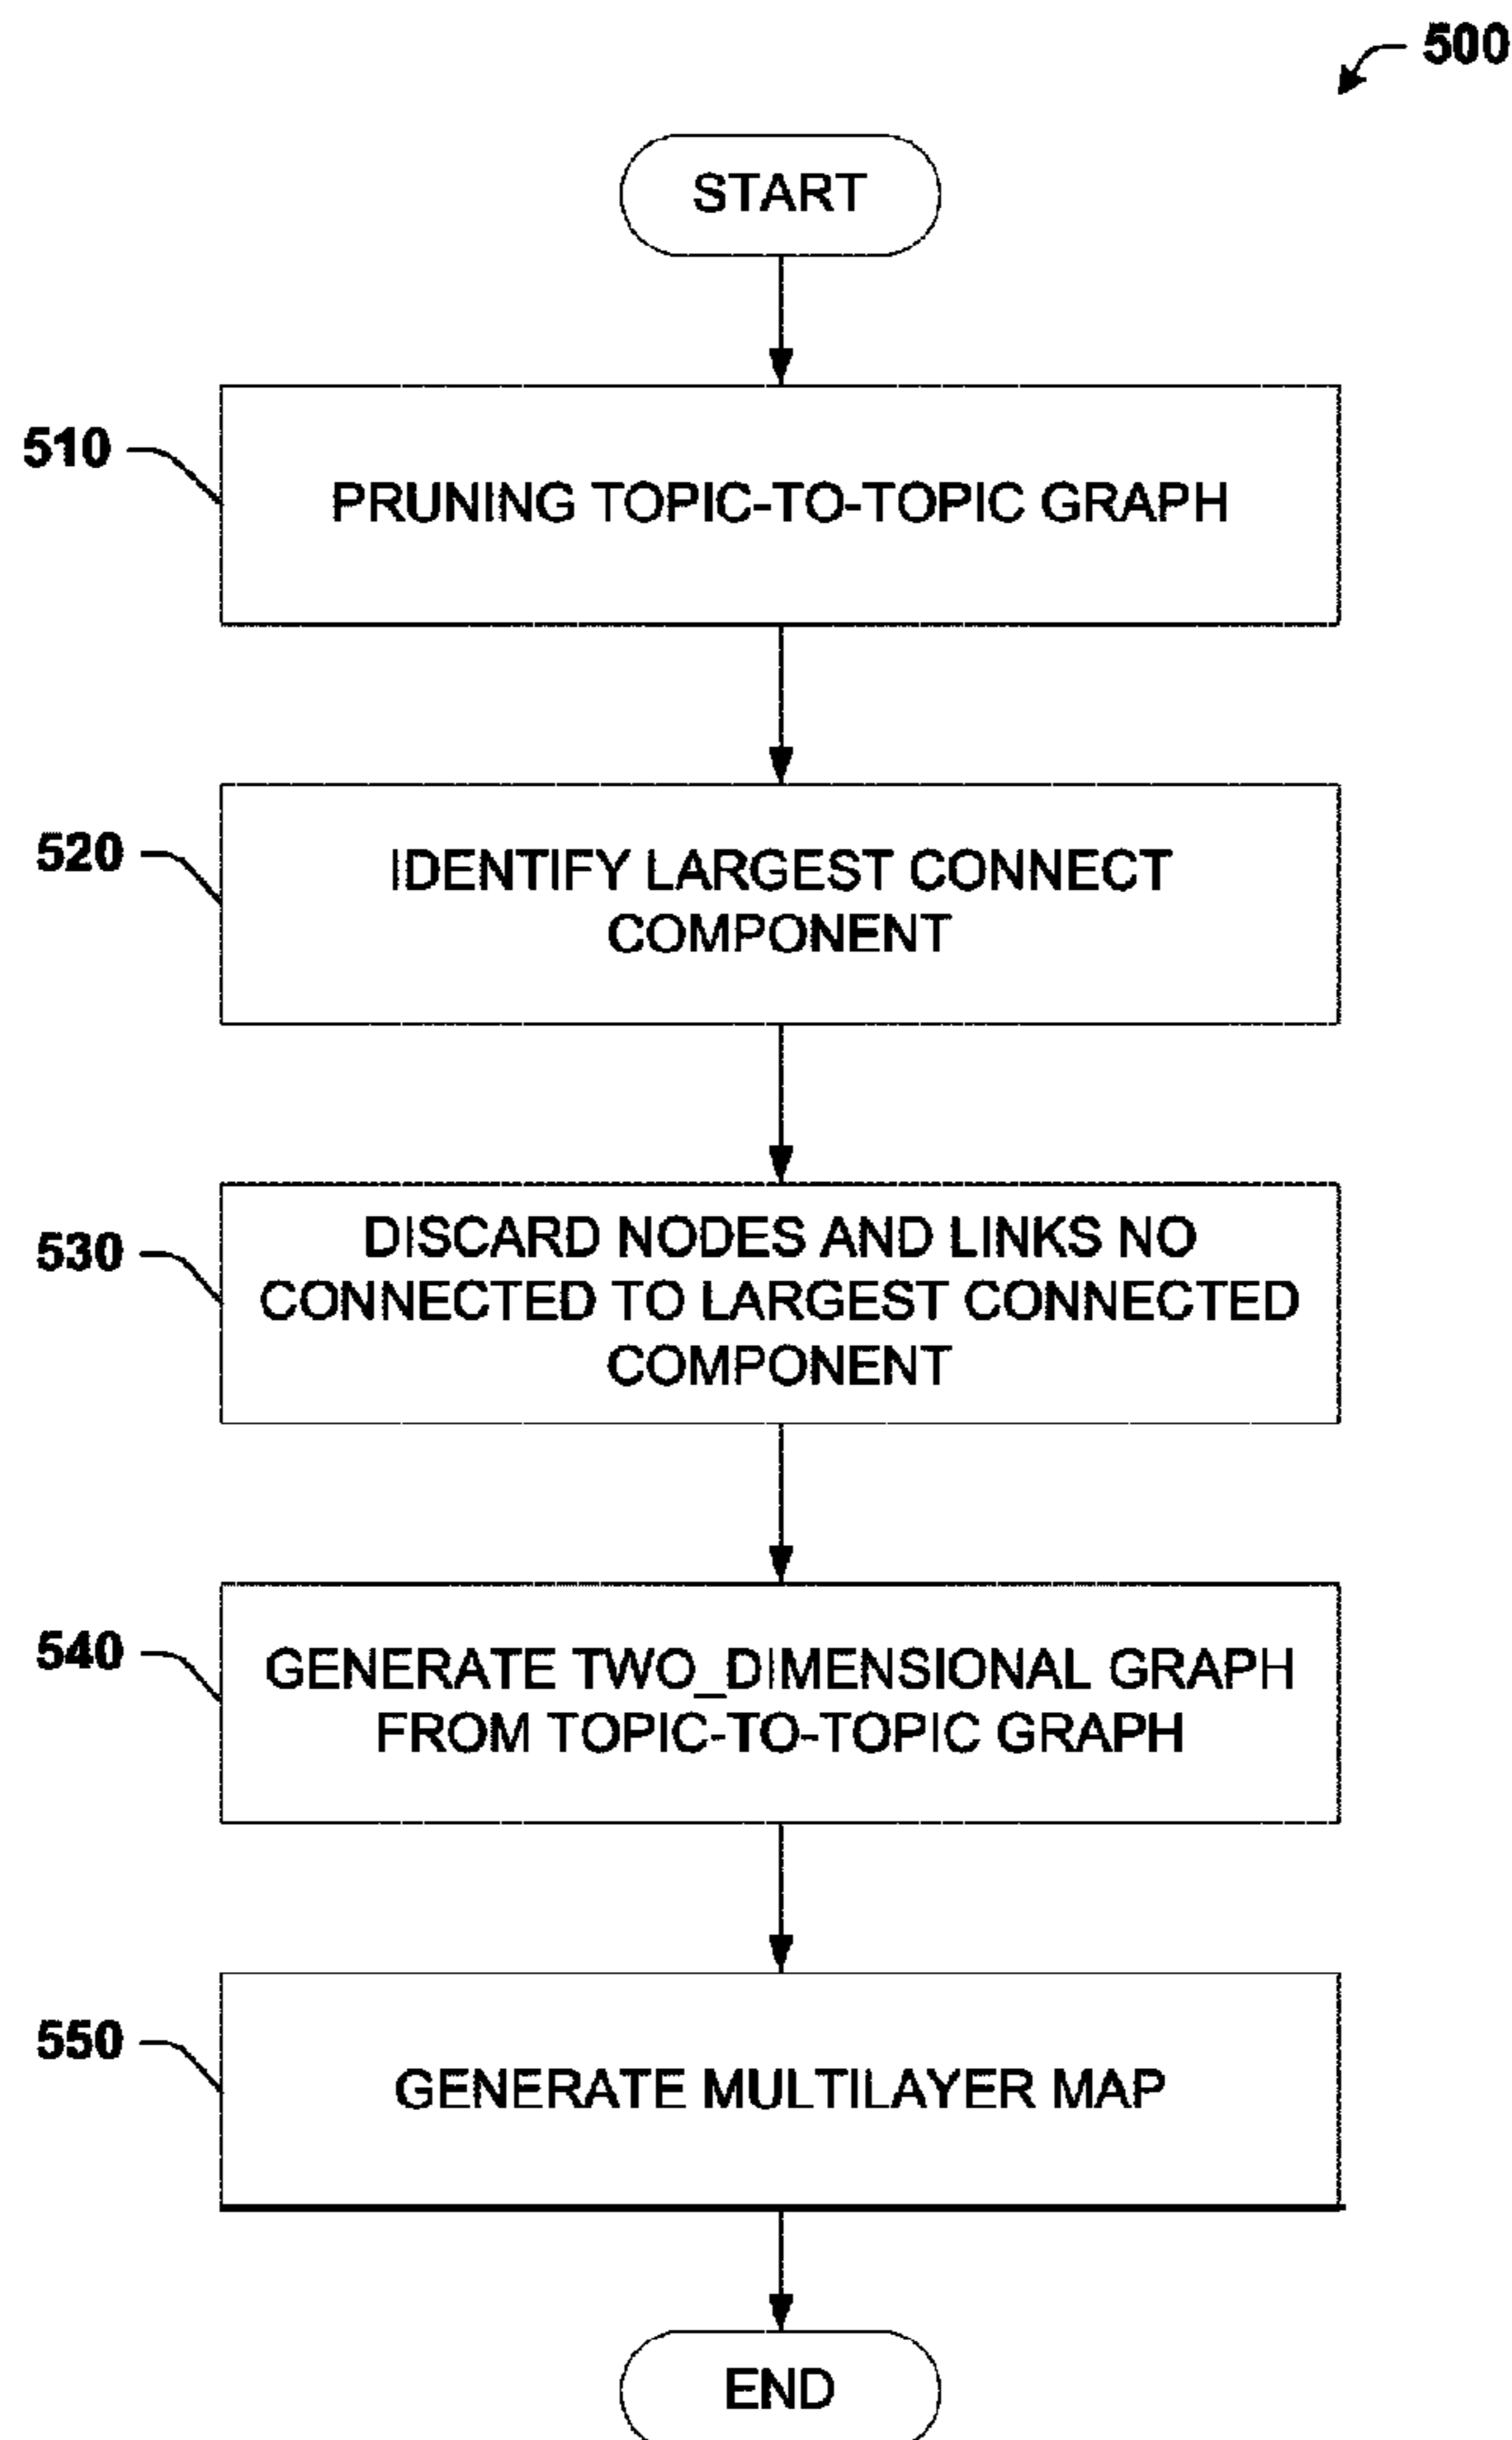 500
START
510
PRUNING TOPIC-TO-TOPIC GRAPH
520
IDENTIFY LARGEST CONNECT
COMPONENT
530
DISCARD NODES AND LINKS NO
CONNECTED TO LARGEST CONNECTED
COMPONENT
540
GENERATE TWO_DIMENSIONAL GRAPH
FROM TOPIC-TO-TOPIC GRAPH
550
GENERATE MULTILAYER MAP
END